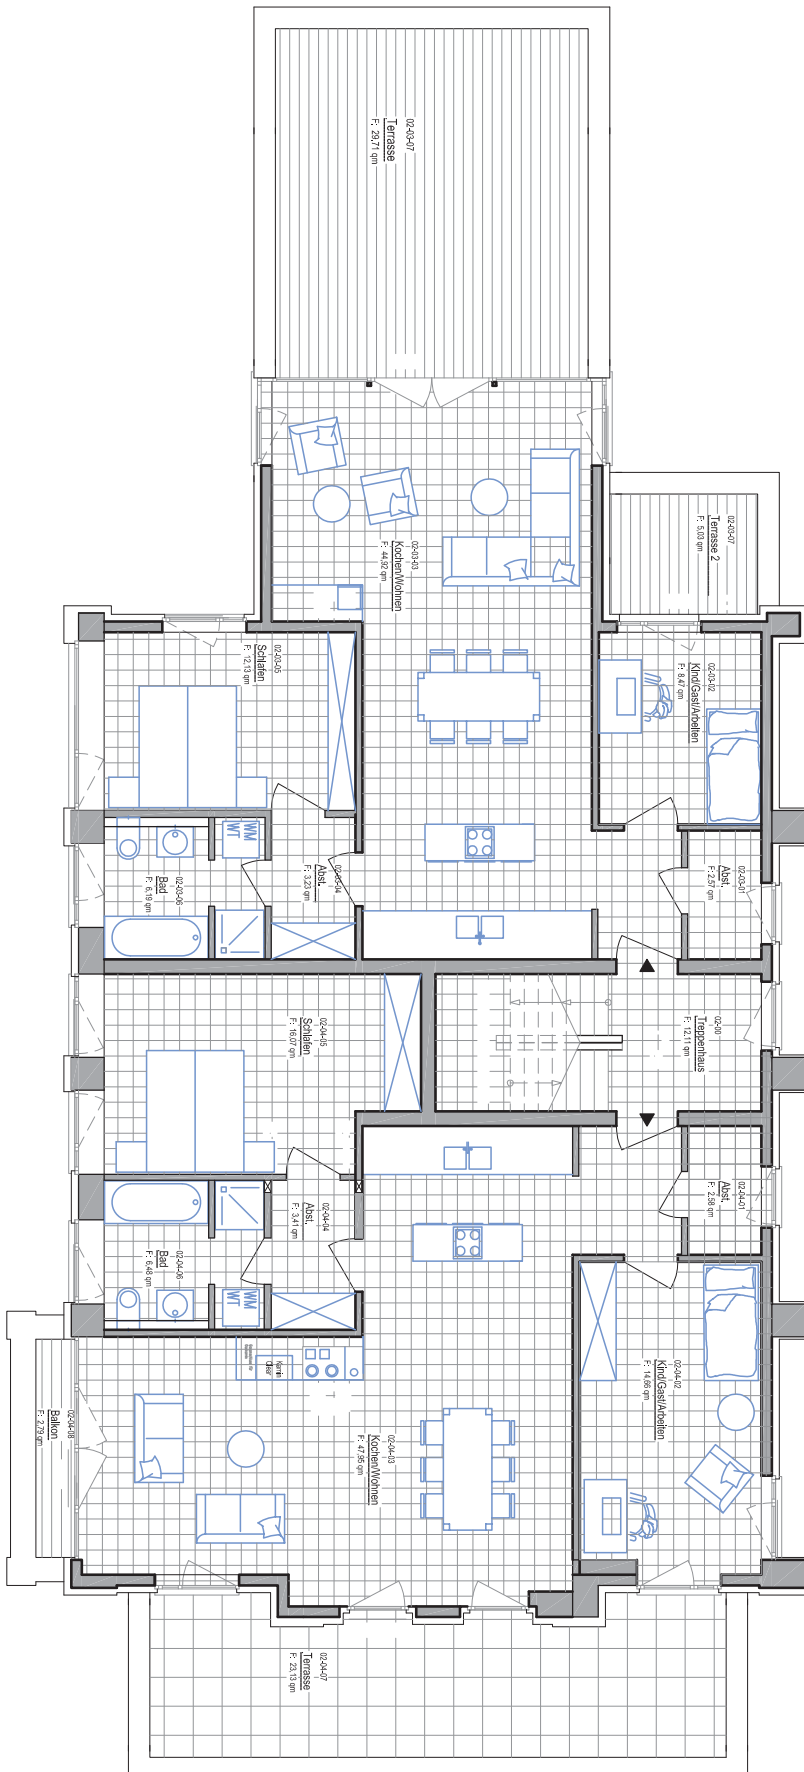 02-03-07
Terrasse
F: 29,71 qm
02-03-07
Terrasse 2
F: 5,03 qm
02-03-03
Kochen/Wohnen
F: 44,92 qm
02-03-05
Schlafen
F: 12,13 qm
02-03-02
Kind/Gast/Arbeiten
F: 8,47 qm
WM
WT
02-03-06
Bad
F: 6,19 qm
02-03-04
Abst.
F: 3,23 qm
02-03-01
Abst.
F: 2,57 qm
02-04-05
Schlafen
F: 16,07 qm
02-00
Treppenhaus
F: 12,11 qm
02-04-01
Abst.
F: 2,58 qm
02-04-04
Abst.
F: 3,41 qm
02-04-06
Bad
F: 6,48 qm
WM
WT
Kamin
02-04-02
Kind/Gast/Arbeiten
F: 14,66 qm
02-04-03
Kochen/Wohnen
F: 47,95 qm
02-04-08
Balkon
F: 2,79 qm
02-04-07
Terrasse
F: 23,13 qm